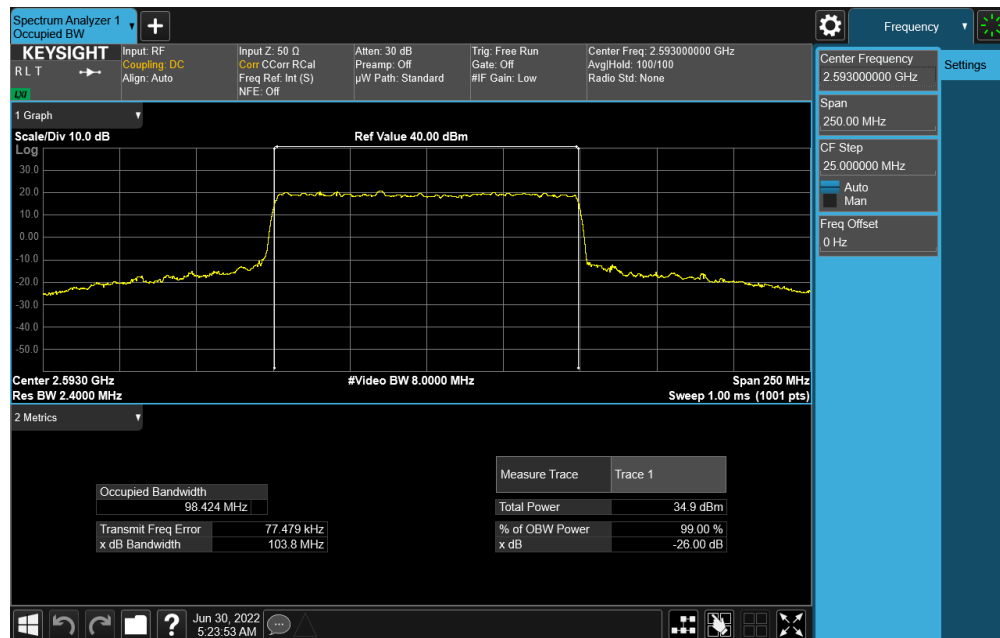 Spectrum Analyzer 1
Occupied BW
+
Frequency
KEYSIGHT
R L T
LXI
Input: RF
Coupling: DC
Align: Auto
Input Z: 50 Ω
Corr CCorr RCal
Freq Ref: Int (S)
NFE: Off
Atten: 30 dB
Preamp: Off
µW Path: Standard
Trig: Free Run
Gate: Off
#IF Gain: Low
Center Freq: 2.593000000 GHz
Avg|Hold: 100/100
Radio Std: None
Center Frequency
2.593000000 GHz
Settings
Span
250.00 MHz
CF Step
25.000000 MHz
Auto
Man
Freq Offset
0 Hz
1 Graph
Scale/Div 10.0 dB
Ref Value 40.00 dBm
Log
30.0
20.0
10.0
0.00
-10.0
-20.0
-30.0
-40.0
-50.0
Center 2.5930 GHz
#Video BW 8.0000 MHz
Span 250 MHz
Res BW 2.4000 MHz
Sweep 1.00 ms (1001 pts)
2 Metrics
Measure Trace
Trace 1
Occupied Bandwidth
98.424 MHz
Total Power
34.9 dBm
Transmit Freq Error
77.479 kHz
% of OBW Power
99.00 %
x dB Bandwidth
103.8 MHz
x dB
-26.00 dB
?
Jun 30, 2022
5:23:53 AM